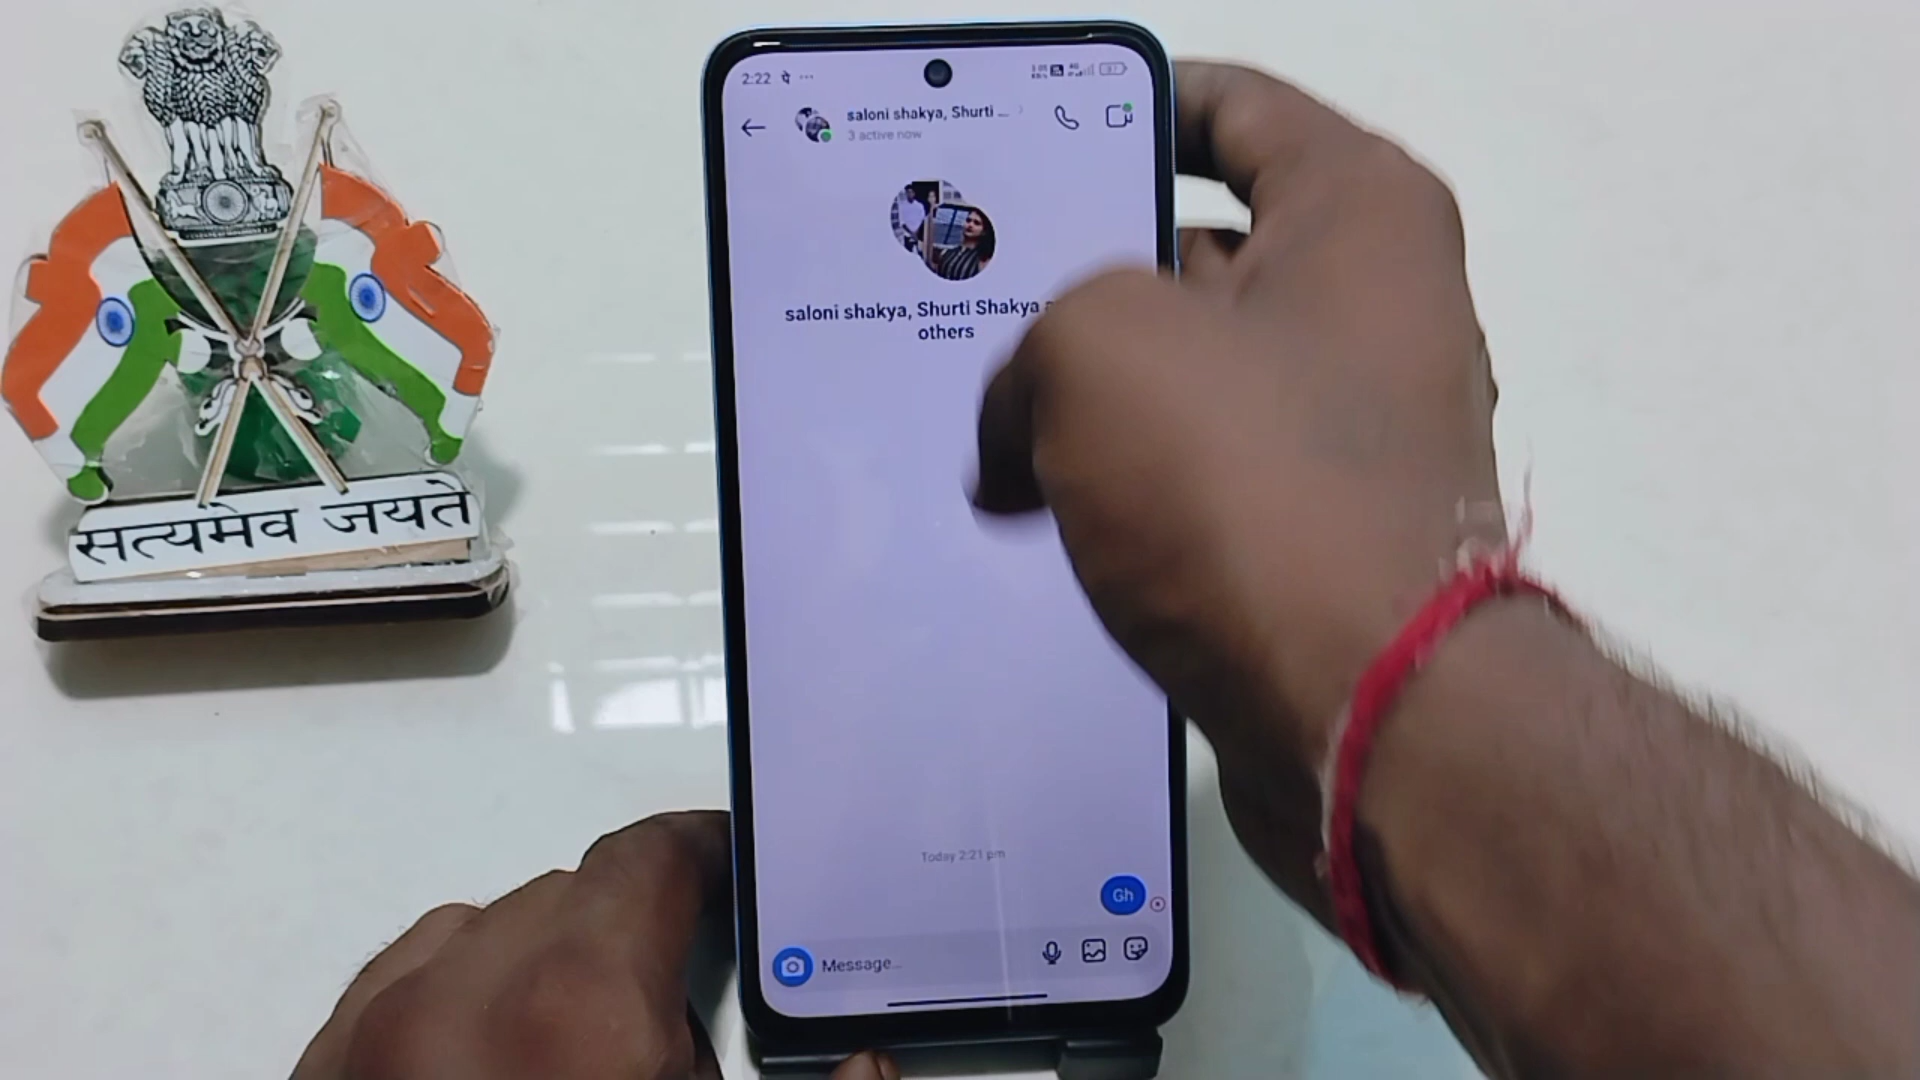 2:22 पे ...
saloni shakya, Shurti ...
3 active now
saloni shakya, Shurti Shakya
others
सत्यमेव जयते
Today 2:21 pm
Gh
Message...